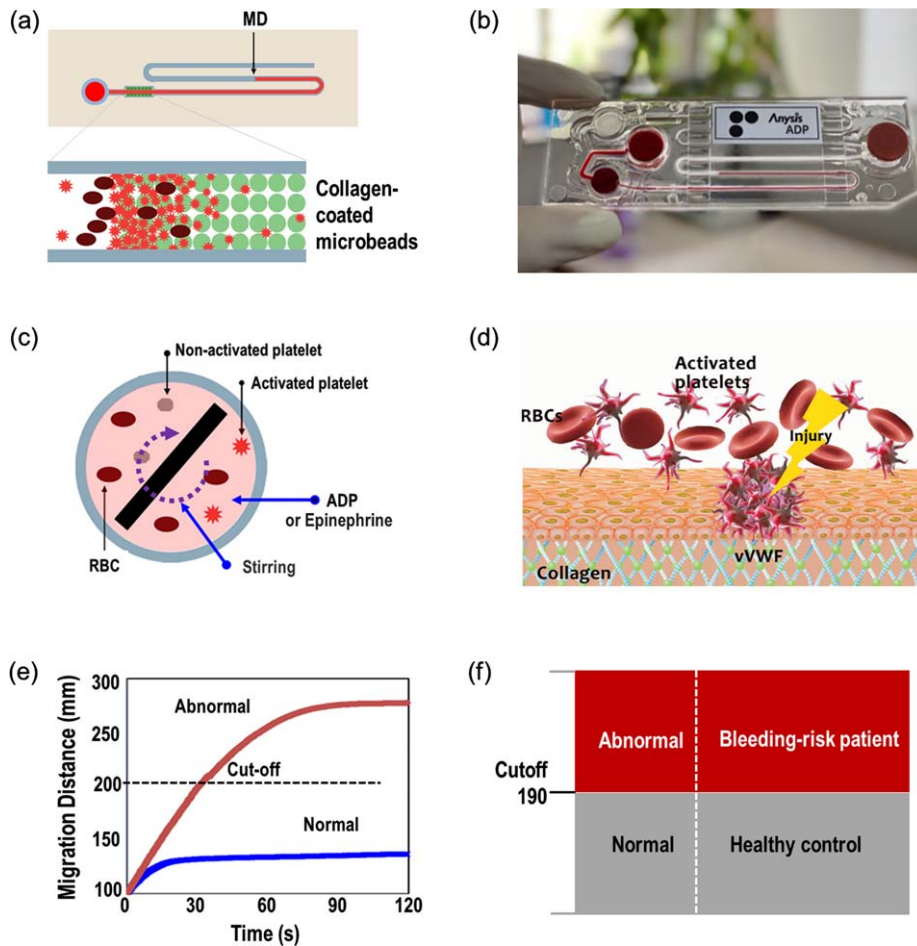 (a)
MD
Collagen-
coated
microbeads
(b)
Anysis
ADP
(c)
Non-activated platelet
Activated platelet
ADP
or Epinephrine
RBC
Stirring
(d)
Activated
platelets
RBCs
Injury
vVWF
Collagen
(e)
Migration Distance (mm)
300
250
200
150
100
Abnormal
Cut-off
Normal
0
30
60
90
120
Time (s)
(f)
Abnormal
Bleeding-risk patient
Cutoff
190
Normal
Healthy control